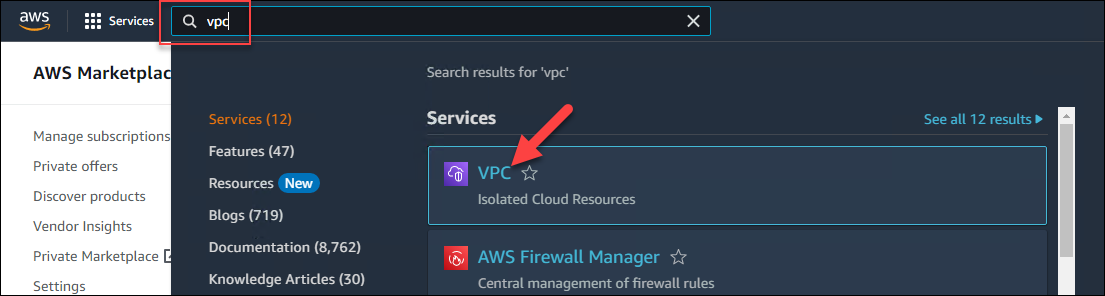 aws
Services
vpc
AWS Marketplac
Manage subscriptions
Private offers
Discover products
Vendor Insights
Private Marketplace
Settings
Search results for 'vpc'
Services (12)
Features (47)
Resources New
Blogs (719)
Documentation (8,762)
Knowledge Articles (30)
Services
See all 12 results
VPC
Isolated Cloud Resources
AWS Firewall Manager
Central management of firewall rules